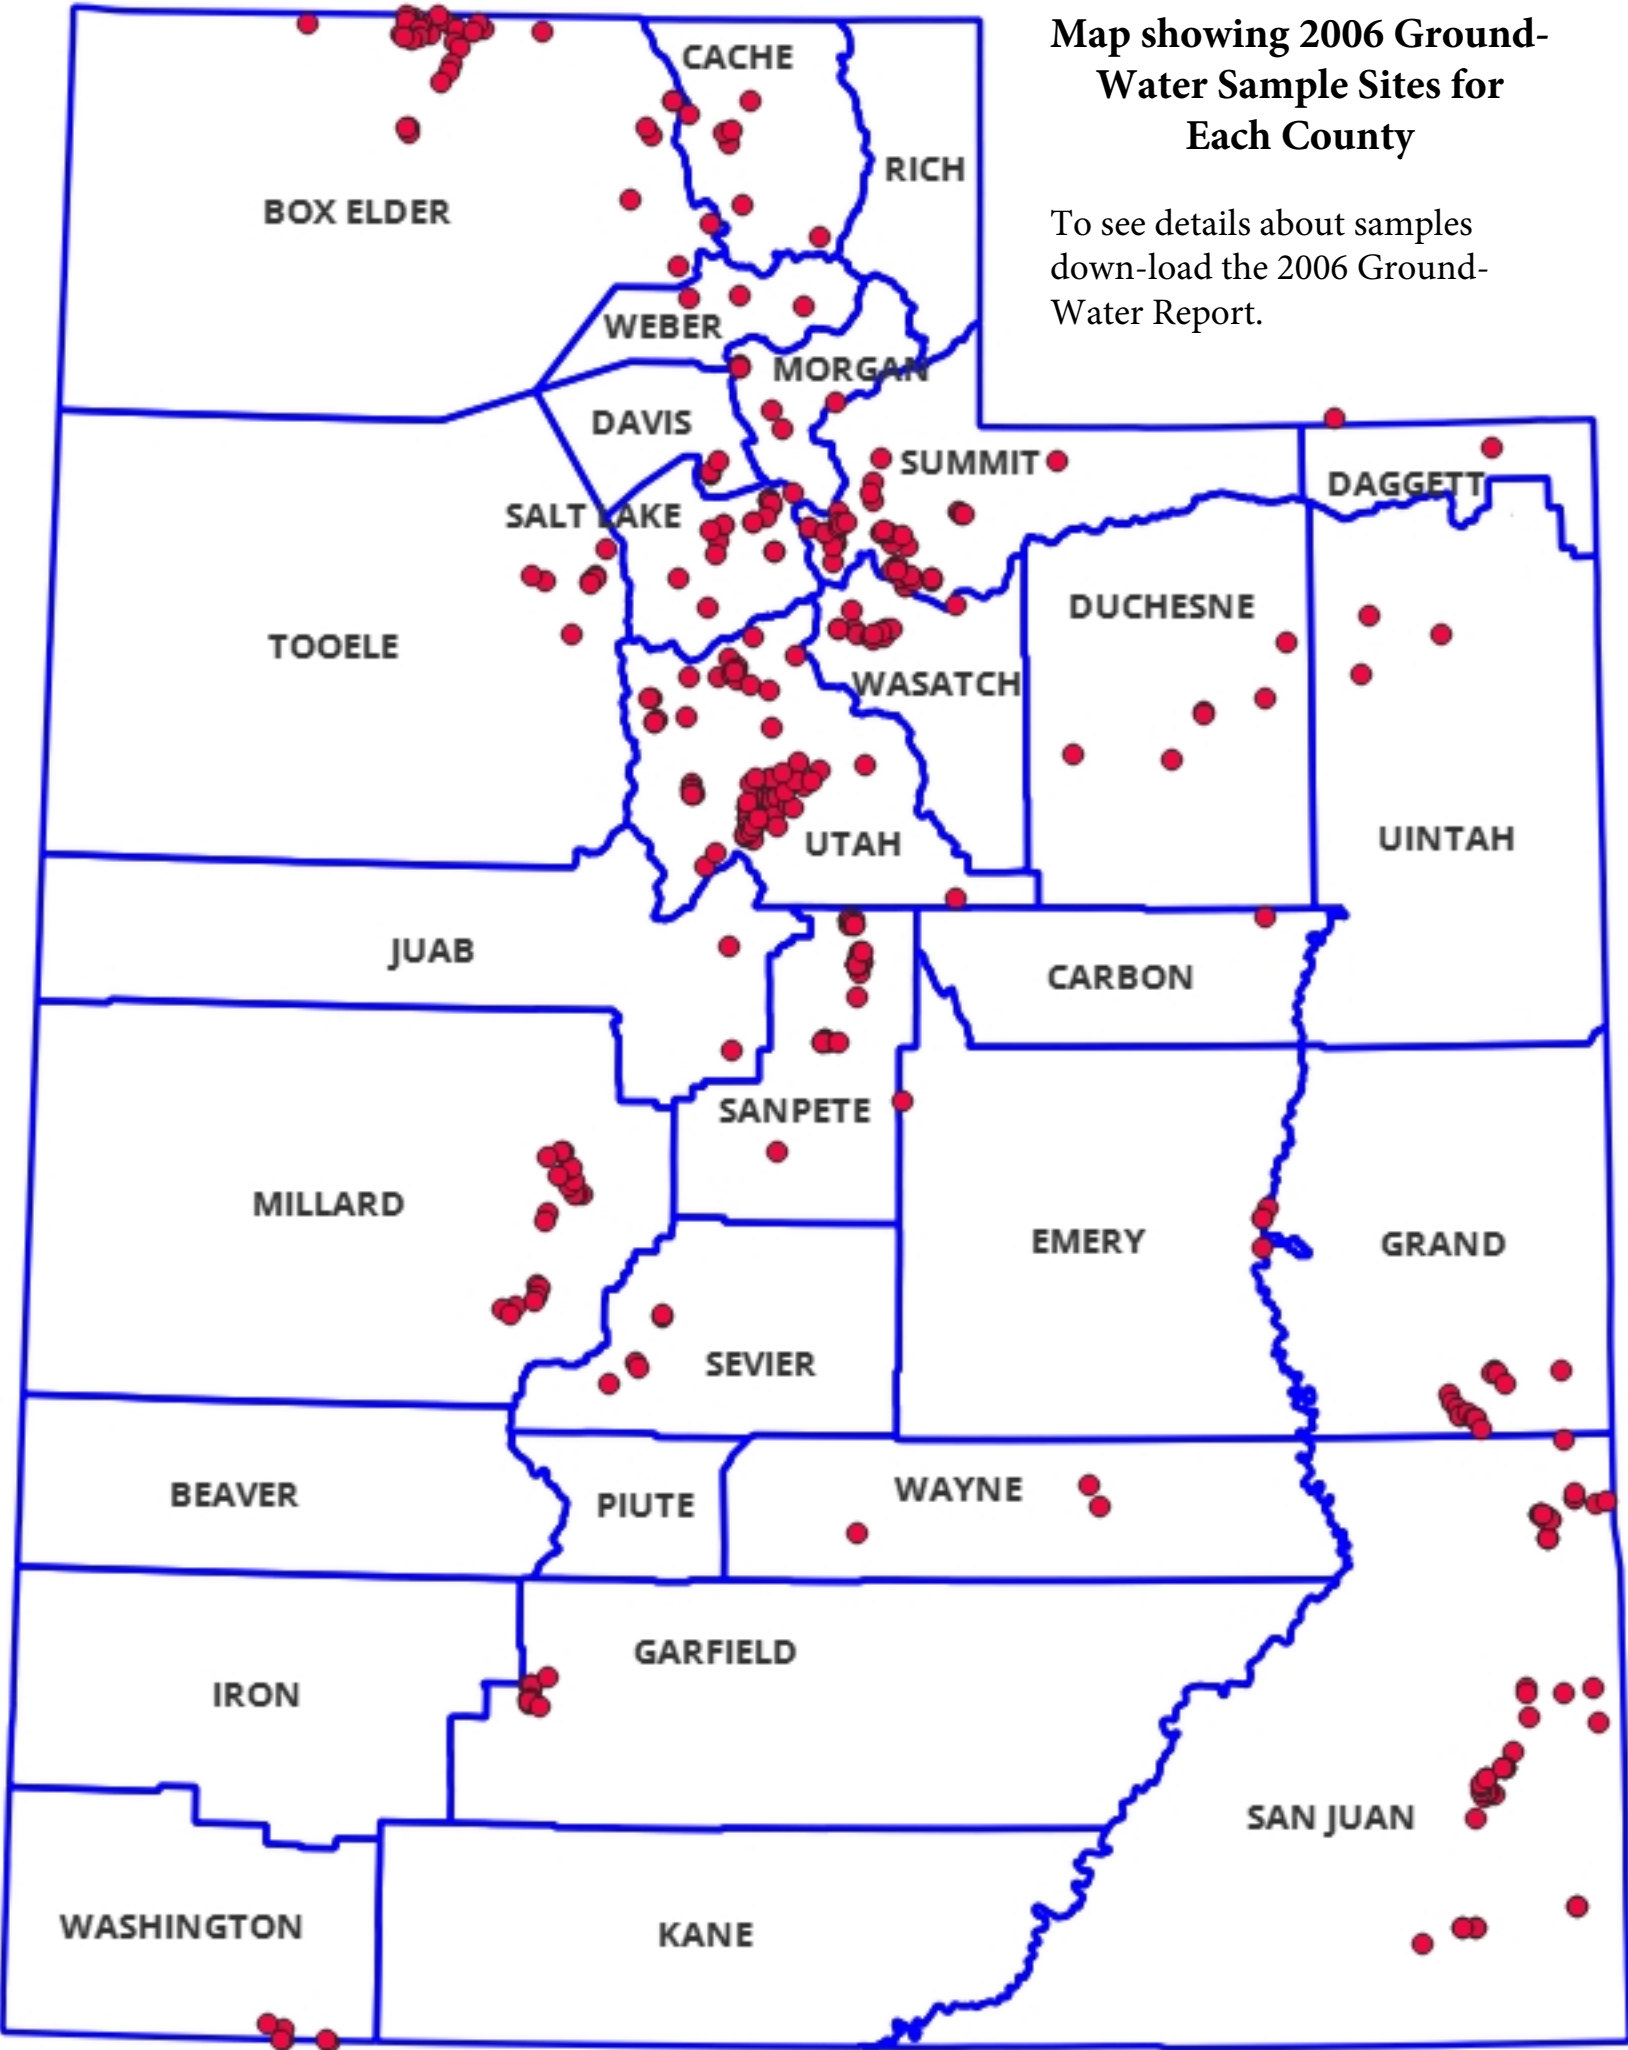 Map showing 2006 Ground-
Water Sample Sites for
Each County
To see details about samples
down-load the 2006 Ground-
Water Report.
CACHE
RICH
BOX ELDER
WEBER
MORGAN
DAVIS
SUMMIT
DAGGETT
SALT LAKE
DUCHESNE
TOOELE
WASATCH
UINTAH
UTAH
JUAB
CARBON
SANPETE
MILLARD
EMERY
GRAND
SEVIER
WAYNE
BEAVER
PIUTE
GARFIELD
IRON
SAN JUAN
WASHINGTON
KANE